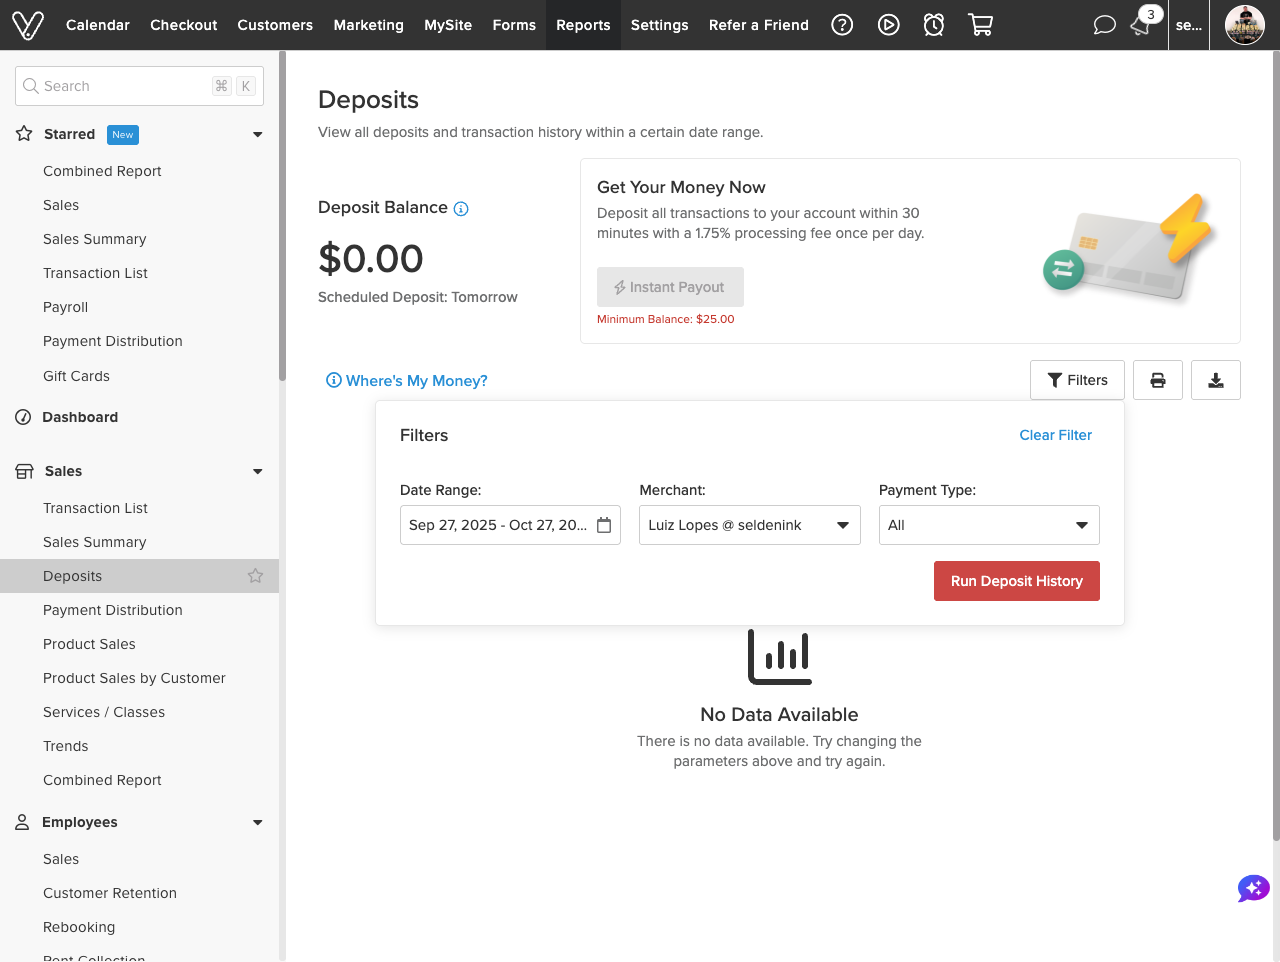 Calendar Checkout Customers Marketing MySite Forms Reports Settings Refer a Friend 3 se...
Search ⌘ K
Starred New
Combined Report
Sales
Sales Summary
Transaction List
Payroll
Payment Distribution
Gift Cards
Dashboard
Sales
Transaction List
Sales Summary
Deposits
Payment Distribution
Product Sales
Product Sales by Customer
Services / Classes
Trends
Combined Report
Employees
Sales
Customer Retention
Rebooking
Rent Collection
Deposits
View all deposits and transaction history within a certain date range.
Deposit Balance
$0.00
Scheduled Deposit: Tomorrow
Get Your Money Now
Deposit all transactions to your account within 30
minutes with a 1.75% processing fee once per day.
Instant Payout
Minimum Balance: $25.00
Where's My Money?
Filters
Filters Clear Filter
Date Range: Merchant: Payment Type:
Sep 27, 2025 - Oct 27, 20... Luiz Lopes @ seldenink All
Run Deposit History
No Data Available
There is no data available. Try changing the
parameters above and try again.